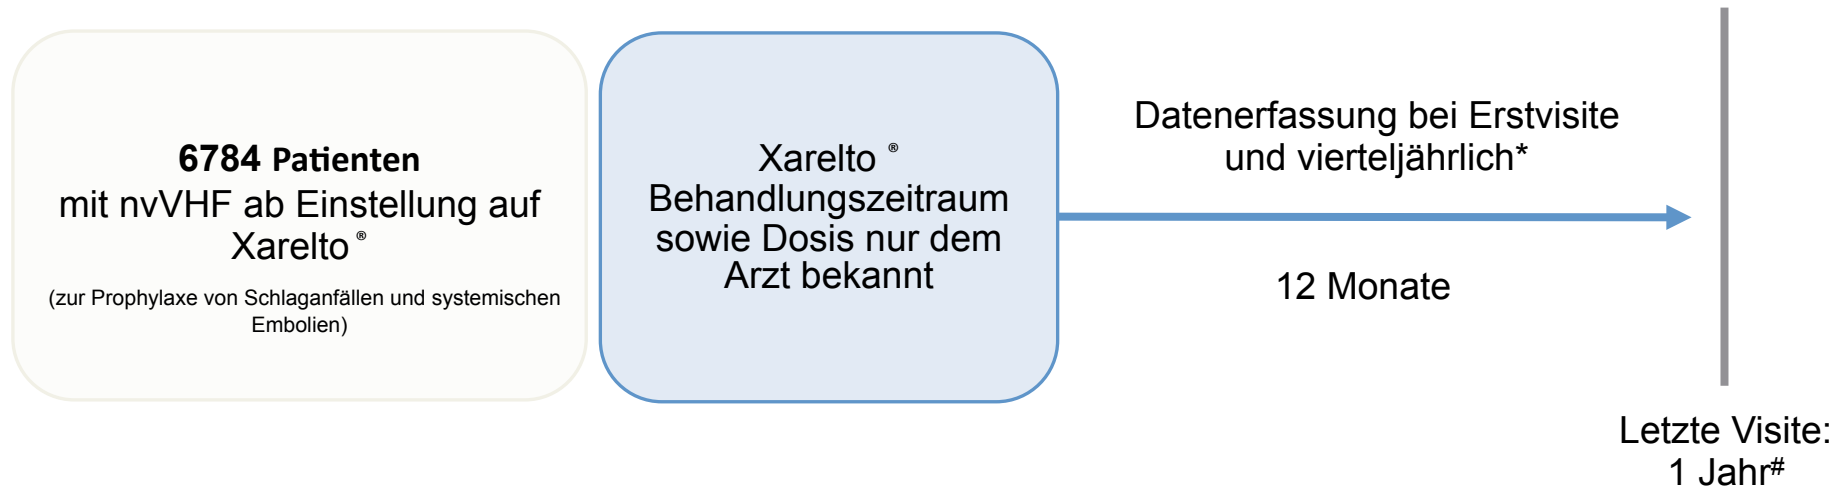 6784 Patienten
mit nvVHF ab Einstellung auf
Xarelto ®
(zur Prophylaxe von Schlaganfällen und systemischen
Embolien)
Xarelto ®
Behandlungszeitraum
sowie Dosis nur dem
Arzt bekannt
Datenerfassung bei Erstvisite
und vierteljährlich*
12 Monate
Letzte Visite:
1 Jahr#